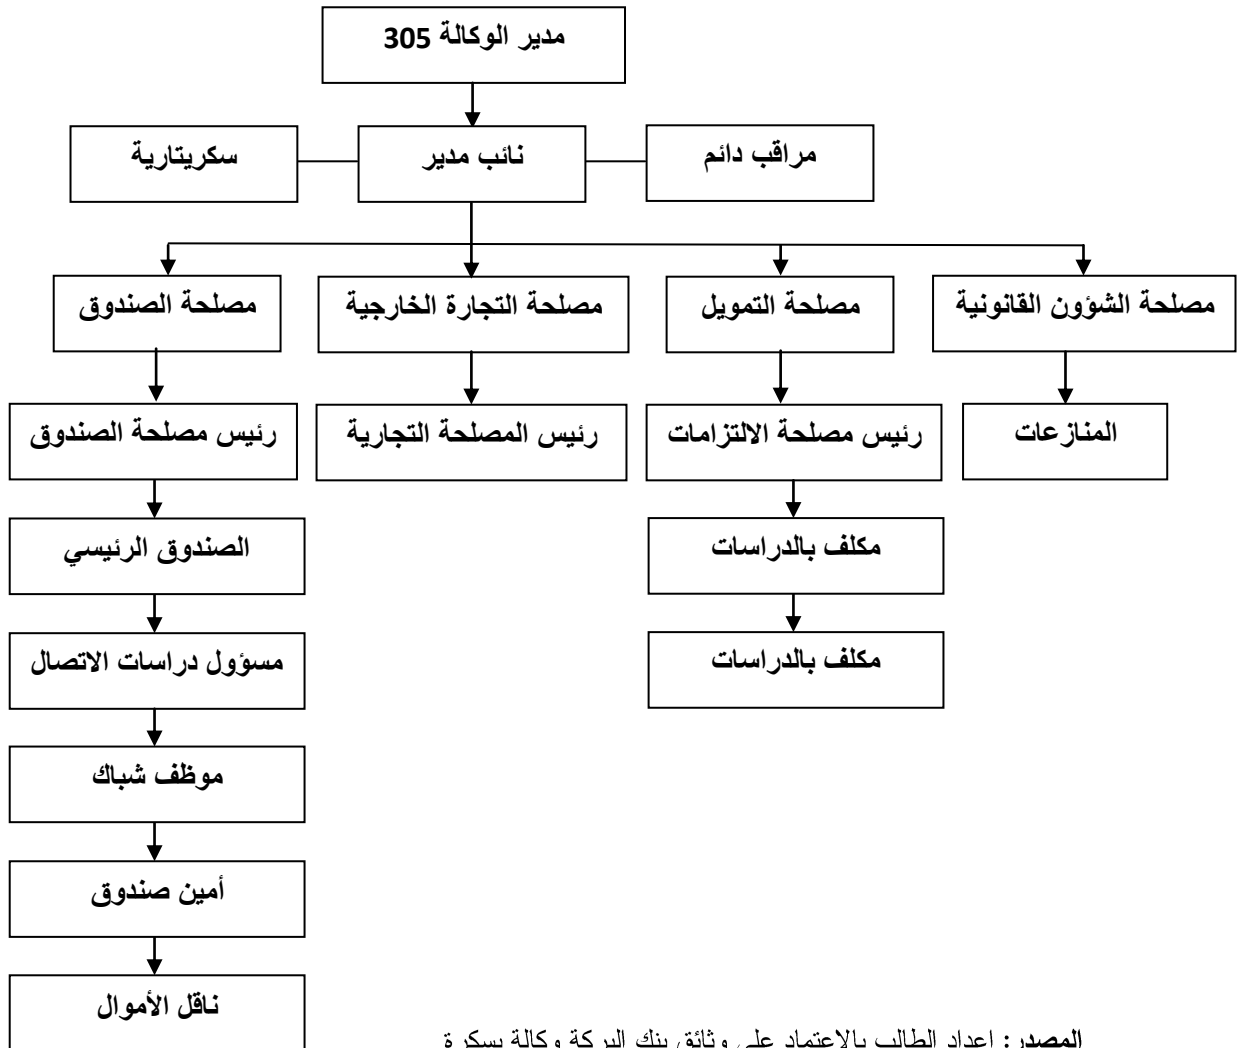 مدير الوكالة 305
مراقب دائم
نائب مدير
سكريتارية
مصلحة الشؤون القانونية
مصلحة التمويل
مصلحة التجارة الخارجية
مصلحة الصندوق
المنازعات
رئيس مصلحة الالتزامات
رئيس المصلحة التجارية
رئيس مصلحة الصندوق
مكلف بالدراسات
الصندوق الرئيسي
مكلف بالدراسات
مسؤول دراسات الاتصال
موظف شباك
أمين صندوق
ناقل الأموال
المصدر: إعداد الطالب بالاعتماد على وثائق بنك البركة وكالة بسكرة